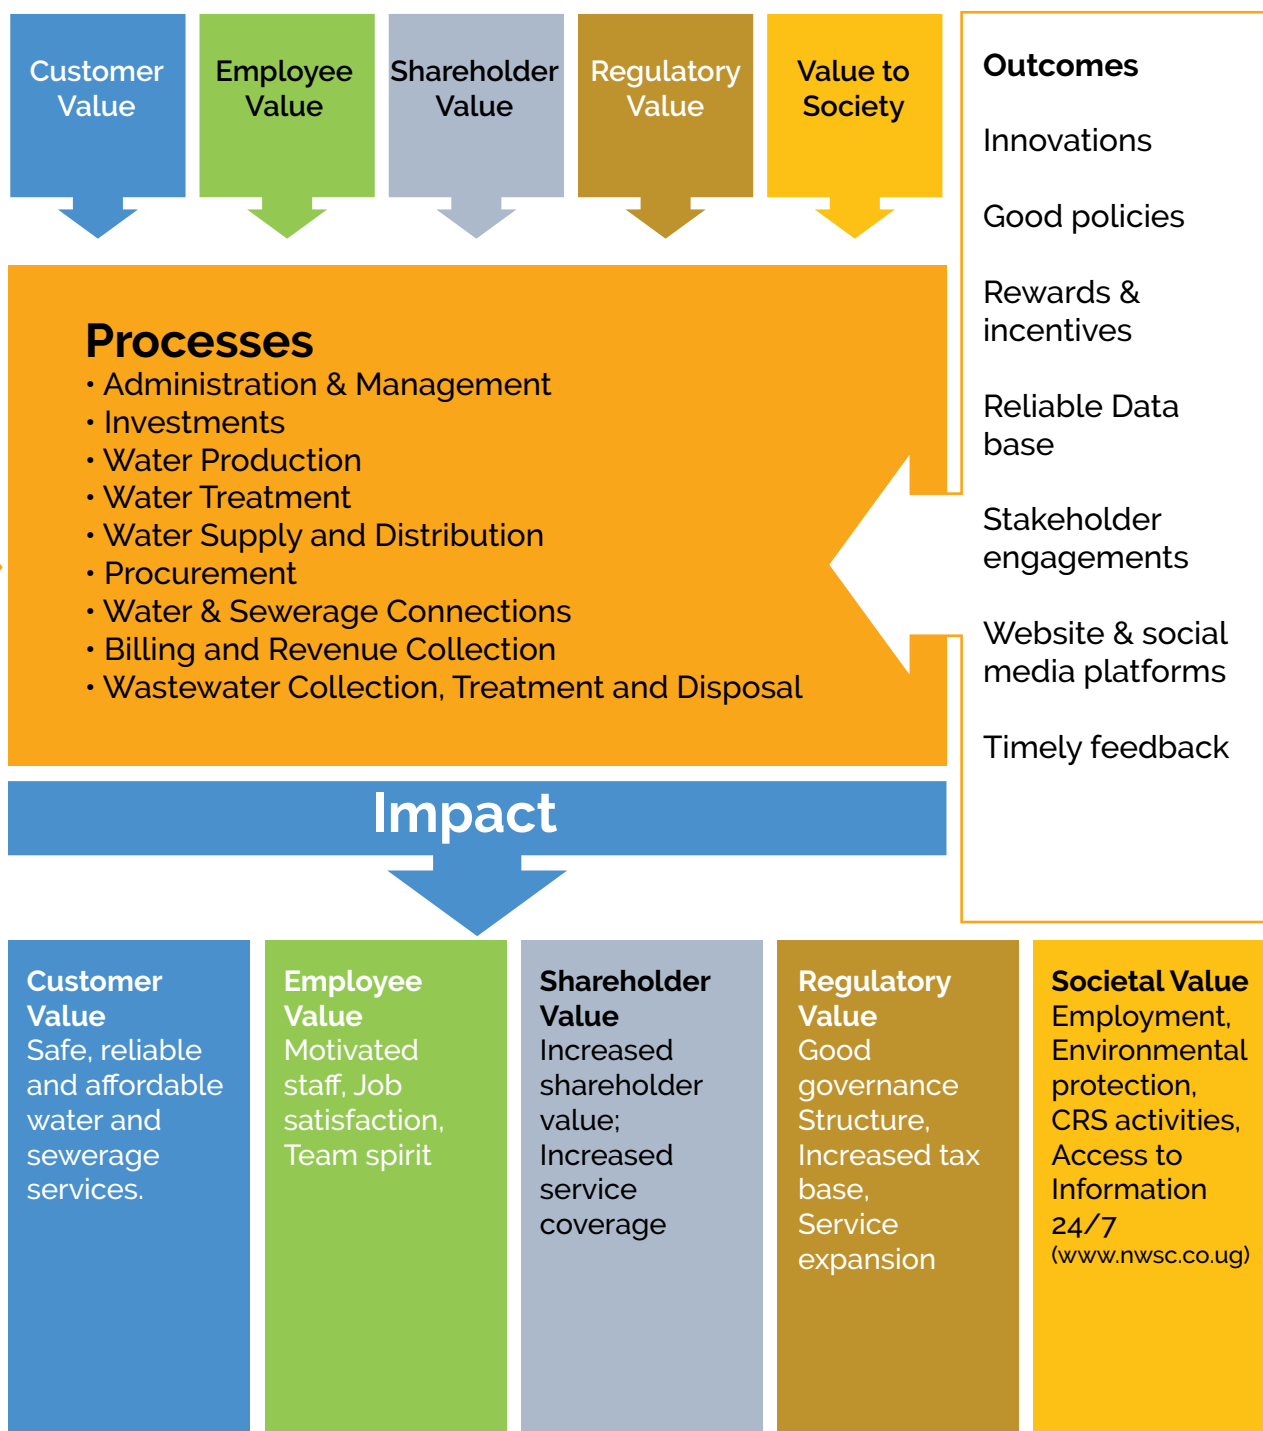 Customer
Value
Employee
Value
Shareholder
Value
Regulatory
Value
Value to
Society
Outcomes
Innovations
Good policies
Rewards &
incentives
Reliable Data
base
Stakeholder
engagements
Website & social
media platforms
Timely feedback
Processes
• Administration & Management
• Investments
• Water Production
• Water Treatment
• Water Supply and Distribution
• Procurement
• Water & Sewerage Connections
• Billing and Revenue Collection
• Wastewater Collection, Treatment and Disposal
Impact
Customer
Value
Safe, reliable
and affordable
water and
sewerage
services.
Employee
Value
Motivated
staff, Job
satisfaction,
Team spirit
Shareholder
Value
Increased
shareholder
value;
Increased
service
coverage
Regulatory
Value
Good
governance
Structure,
Increased tax
base,
Service
expansion
Societal Value
Employment,
Environmental
protection,
CRS activities,
Access to
Information
24/7
(www.nwsc.co.ug)